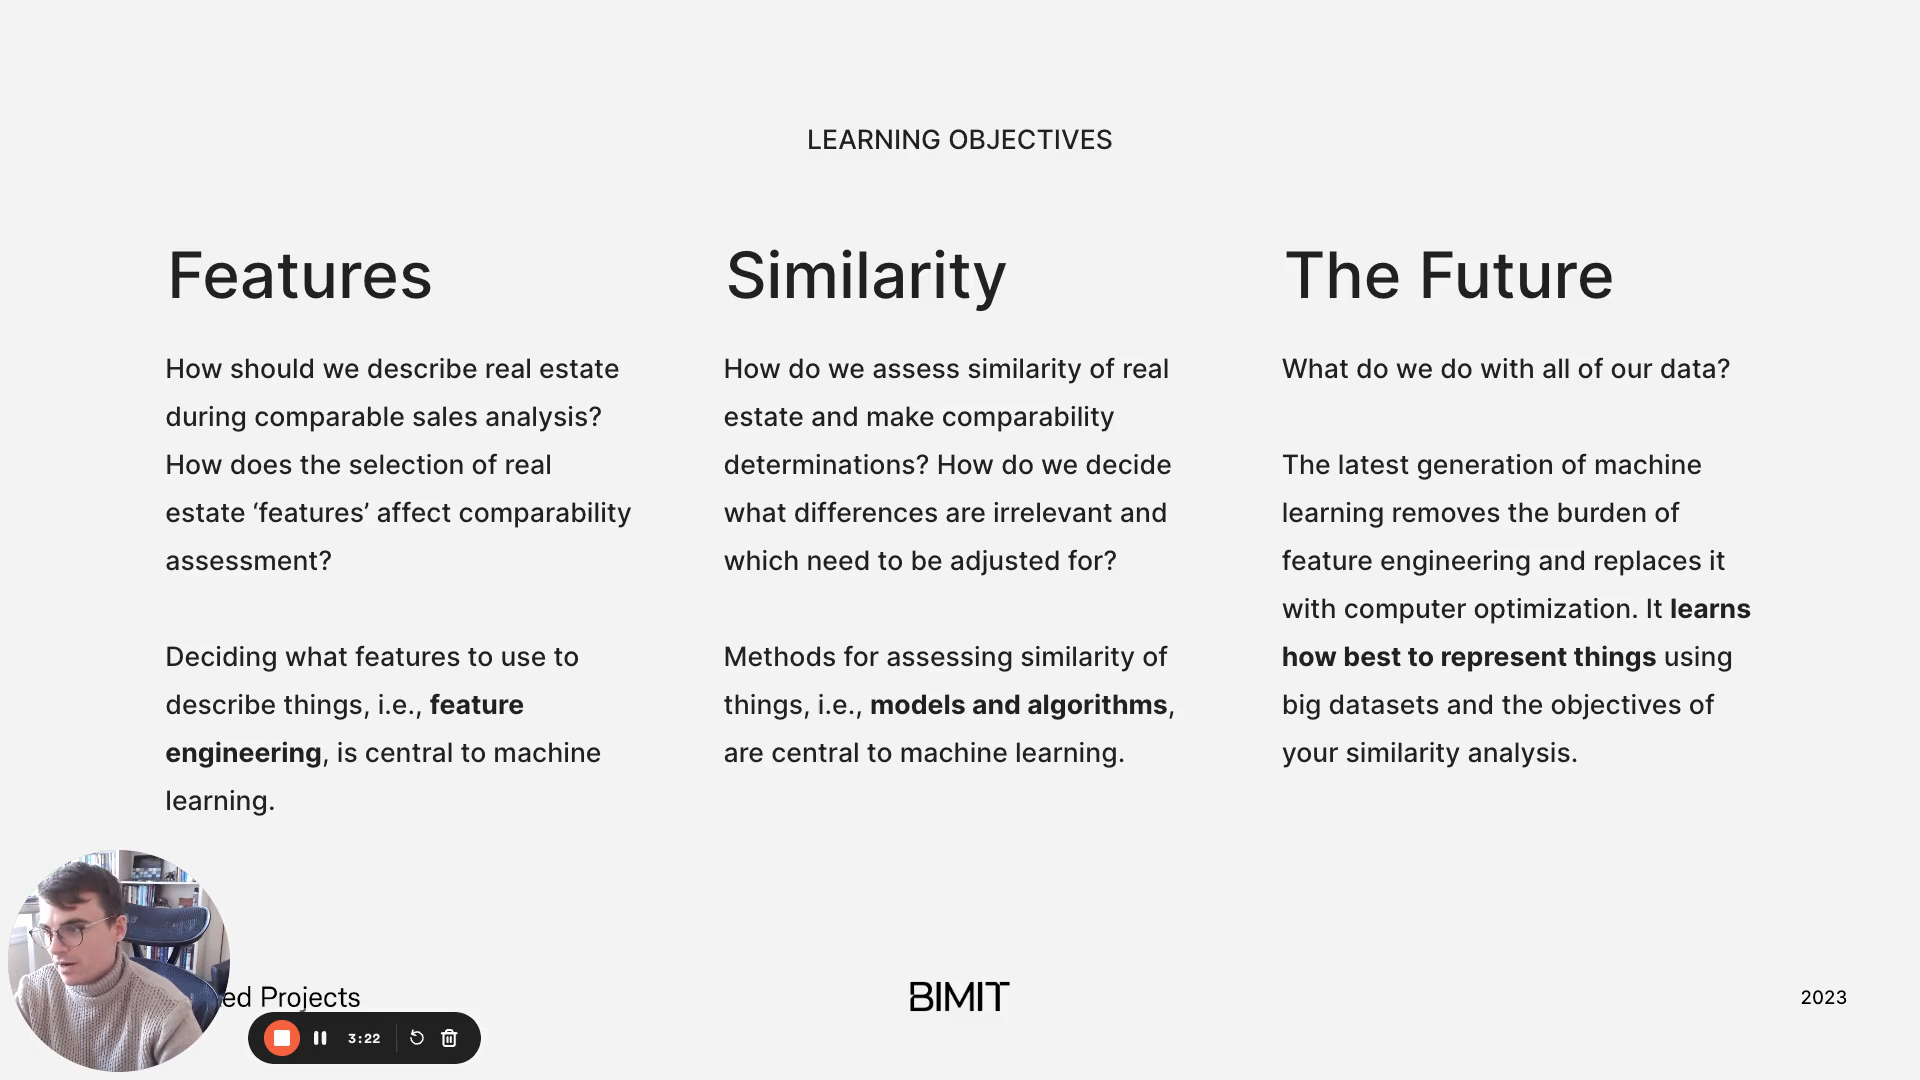 LEARNING OBJECTIVES
Features
How should we describe real estate
during comparable sales analysis?
How does the selection of real
estate ‘features’ affect comparability
assessment?
Deciding what features to use to
describe things, i.e., feature
engineering, is central to machine
learning.
Similarity
How do we assess similarity of real
estate and make comparability
determinations? How do we decide
what differences are irrelevant and
which need to be adjusted for?
Methods for assessing similarity of
things, i.e., models and algorithms,
are central to machine learning.
The Future
What do we do with all of our data?
The latest generation of machine
learning removes the burden of
feature engineering and replaces it
with computer optimization. It learns
how best to represent things using
big datasets and the objectives of
your similarity analysis.
Projects
BIMIT
2023
3:22